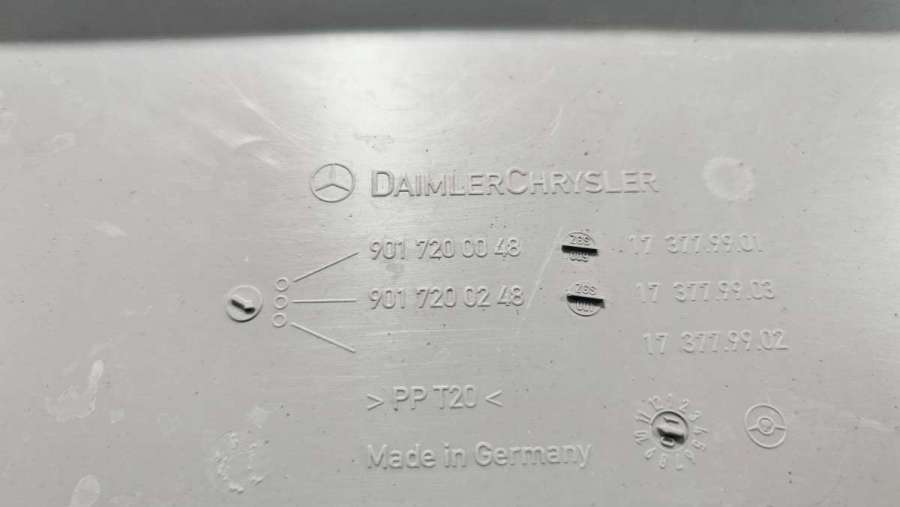 DAIMLERCHRYSLER
901 720 00 48 17 377.99.01
901 720 02 48 17 377.99.03
17 377.99.02
> PP T20 <
Made in Germany